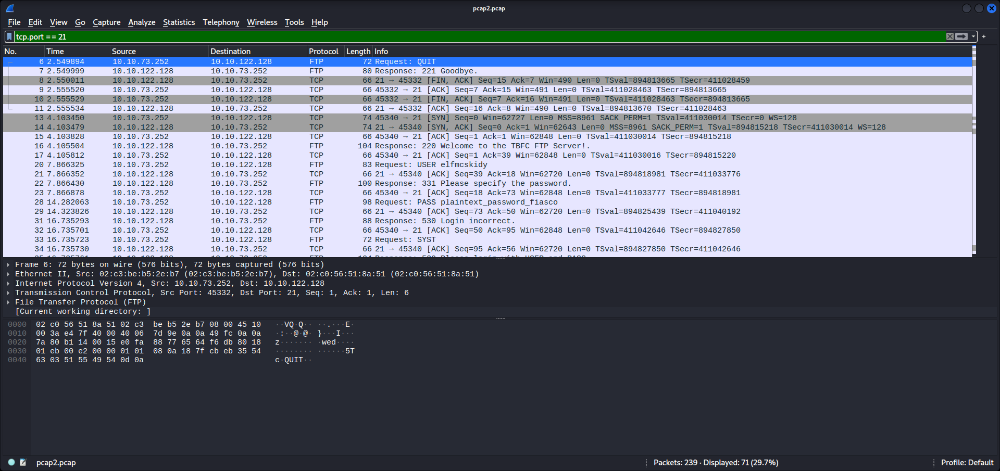 pcap2.pcap
File Edit View Go Capture Analyze Statistics Telephony Wireless Tools Help
tcp.port == 21
+
No. Time Source Destination Protocol Length Info
6 2.549894 10.10.73.252 10.10.122.128 FTP 72 Request: QUIT
7 2.549999 10.10.122.128 10.10.73.252 FTP 80 Response: 221 Goodbye.
8 2.550011 10.10.122.128 10.10.73.252 TCP 66 21 → 45332 [FIN, ACK] Seq=15 Ack=7 Win=490 Len=0 TSval=894813665 TSecr=411028459
9 2.555520 10.10.73.252 10.10.122.128 TCP 66 45332 → 21 [ACK] Seq=7 Ack=15 Win=491 Len=0 TSval=411028463 TSecr=894813665
10 2.555529 10.10.73.252 10.10.122.128 TCP 66 45332 → 21 [FIN, ACK] Seq=7 Ack=16 Win=491 Len=0 TSval=411028463 TSecr=894813665
11 2.555534 10.10.122.128 10.10.73.252 TCP 66 21 → 45332 [ACK] Seq=16 Ack=8 Win=490 Len=0 TSval=894813670 TSecr=411028463
13 4.103450 10.10.73.252 10.10.122.128 TCP 74 45340 → 21 [SYN] Seq=0 Win=62727 Len=0 MSS=8961 SACK_PERM=1 TSval=411030014 TSecr=0 WS=128
14 4.103479 10.10.122.128 10.10.73.252 TCP 74 21 → 45340 [SYN, ACK] Seq=0 Ack=1 Win=62643 Len=0 MSS=8961 SACK_PERM=1 TSval=894815218 TSecr=411030014 WS=128
15 4.103828 10.10.73.252 10.10.122.128 TCP 66 45340 → 21 [ACK] Seq=1 Ack=1 Win=62848 Len=0 TSval=411030014 TSecr=894815218
16 4.105504 10.10.122.128 10.10.73.252 FTP 104 Response: 220 Welcome to the TBFC FTP Server!.
17 4.105812 10.10.73.252 10.10.122.128 TCP 66 45340 → 21 [ACK] Seq=1 Ack=39 Win=62848 Len=0 TSval=411030016 TSecr=894815220
20 7.866325 10.10.73.252 10.10.122.128 FTP 83 Request: USER elfmcskidy
21 7.866352 10.10.122.128 10.10.73.252 TCP 66 21 → 45340 [ACK] Seq=39 Ack=18 Win=62720 Len=0 TSval=894818981 TSecr=411033776
22 7.866430 10.10.122.128 10.10.73.252 FTP 100 Response: 331 Please specify the password.
23 7.866878 10.10.73.252 10.10.122.128 TCP 66 45340 → 21 [ACK] Seq=18 Ack=73 Win=62848 Len=0 TSval=411033777 TSecr=894818981
28 14.282063 10.10.73.252 10.10.122.128 FTP 98 Request: PASS plaintext_password_fiasco
29 14.323826 10.10.122.128 10.10.73.252 TCP 66 21 → 45340 [ACK] Seq=73 Ack=50 Win=62720 Len=0 TSval=894825439 TSecr=411040192
31 16.735293 10.10.122.128 10.10.73.252 FTP 88 Response: 530 Login incorrect.
32 16.735701 10.10.73.252 10.10.122.128 TCP 66 45340 → 21 [ACK] Seq=50 Ack=95 Win=62848 Len=0 TSval=411042646 TSecr=894827850
33 16.735723 10.10.73.252 10.10.122.128 FTP 72 Request: SYST
34 16.735730 10.10.122.128 10.10.73.252 TCP 66 21 → 45340 [ACK] Seq=95 Ack=56 Win=62720 Len=0 TSval=894827850 TSecr=411042646
Frame 6: 72 bytes on wire (576 bits), 72 bytes captured (576 bits)
Ethernet II, Src: 02:c3:be:b5:2e:b7 (02:c3:be:b5:2e:b7), Dst: 02:c0:56:51:8a:51 (02:c0:56:51:8a:51)
Internet Protocol Version 4, Src: 10.10.73.252, Dst: 10.10.122.128
Transmission Control Protocol, Src Port: 45332, Dst Port: 21, Seq: 1, Ack: 1, Len: 6
File Transfer Protocol (FTP)
[Current working directory: ]
0000 02 c0 56 51 8a 51 02 c3 be b5 2e b7 08 00 45 10 ··VQ·Q·· ··.···E·
0010 00 3a e4 7f 40 00 40 06 7d 9e 0a 0a 49 fc 0a 0a ·:··@·@· }···I···
0020 7a 80 b1 14 00 15 e0 fa 88 77 65 64 f6 db 80 18 z······· ·wed····
0030 01 eb 00 e2 00 00 01 01 08 0a 18 7f cb eb 35 54 ········ ······5T
0040 63 03 51 55 49 54 0d 0a c·QUIT··
pcap2.pcap Packets: 239 · Displayed: 71 (29.7%) Profile: Default